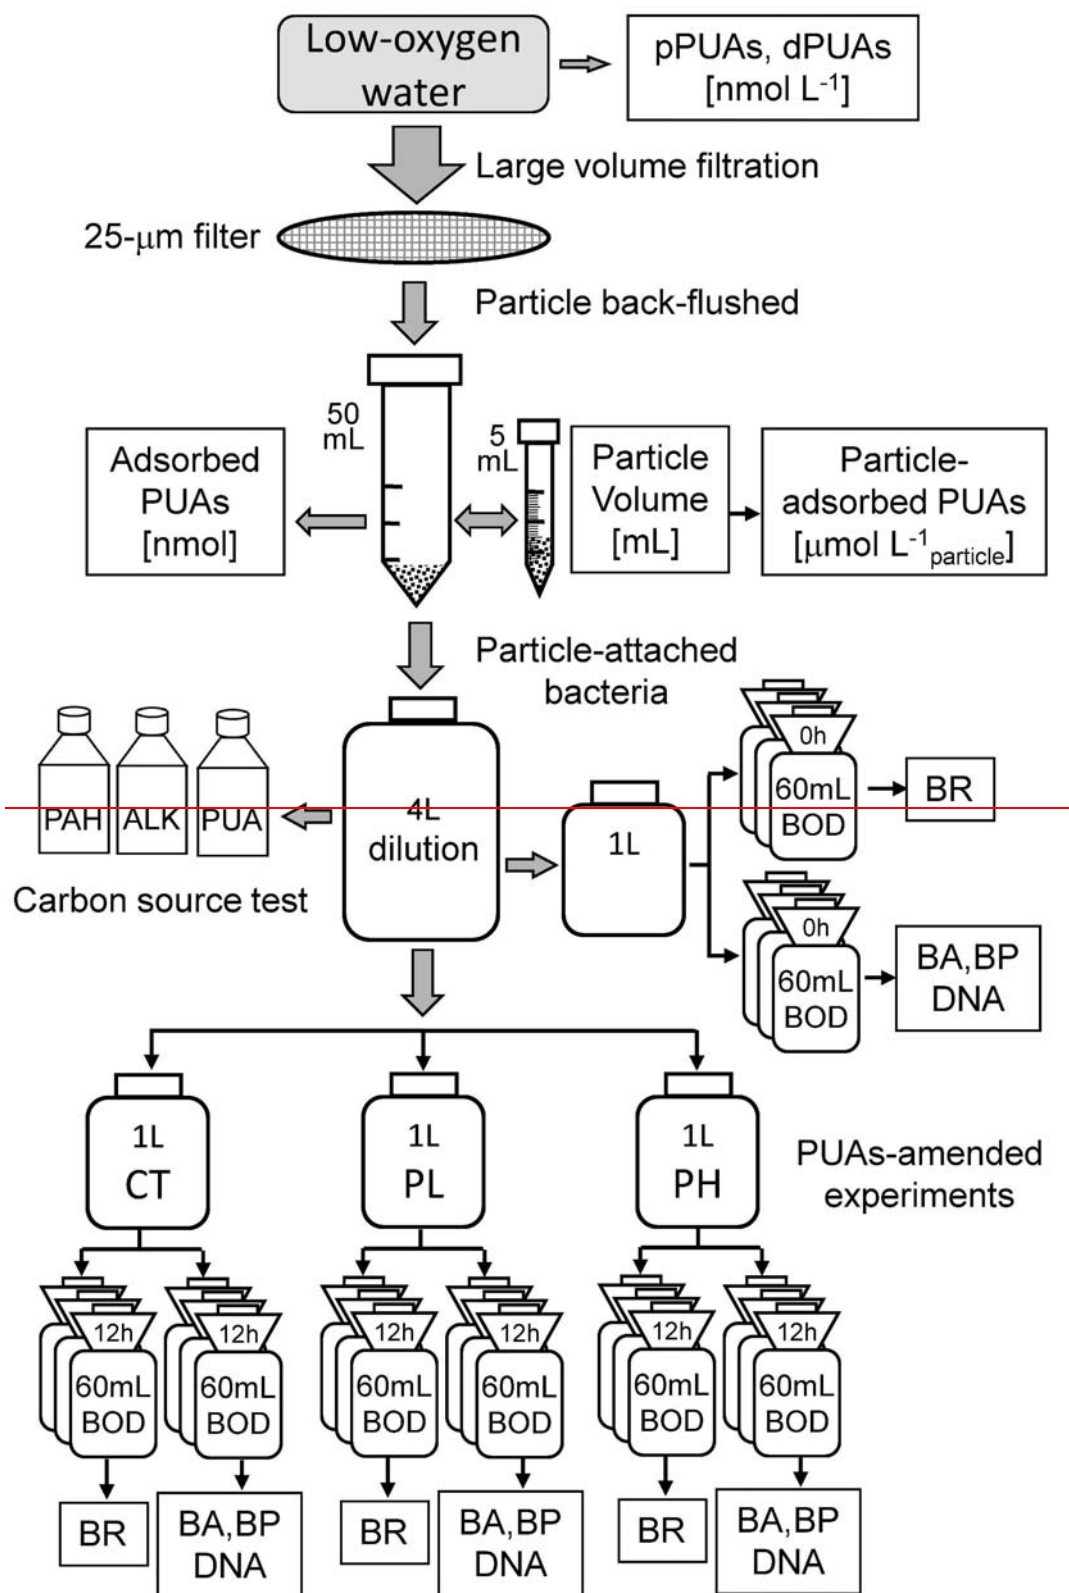 Low-oxygen
water
pPUAs, dPUAs
[nmol L-1]
Large volume filtration
25-μm filter
Particle back-flushed
50
mL
5
mL
Adsorbed
PUAs
[nmol]
Particle
Volume
[mL]
Particle-
adsorbed PUAs
[μmol L-1particle]
Particle-attached
bacteria
PAH
ALK
PUA
Carbon source test
4L
dilution
1L
0h
60mL
BOD
BR
0h
60mL
BOD
BA,BP
DNA
1L
CT
1L
PL
1L
PH
PUAs-amended
experiments
12h
60mL
BOD
12h
60mL
BOD
12h
60mL
BOD
12h
60mL
BOD
12h
60mL
BOD
12h
60mL
BOD
BR
BA,BP
DNA
BR
BA,BP
DNA
BR
BA,BP
DNA